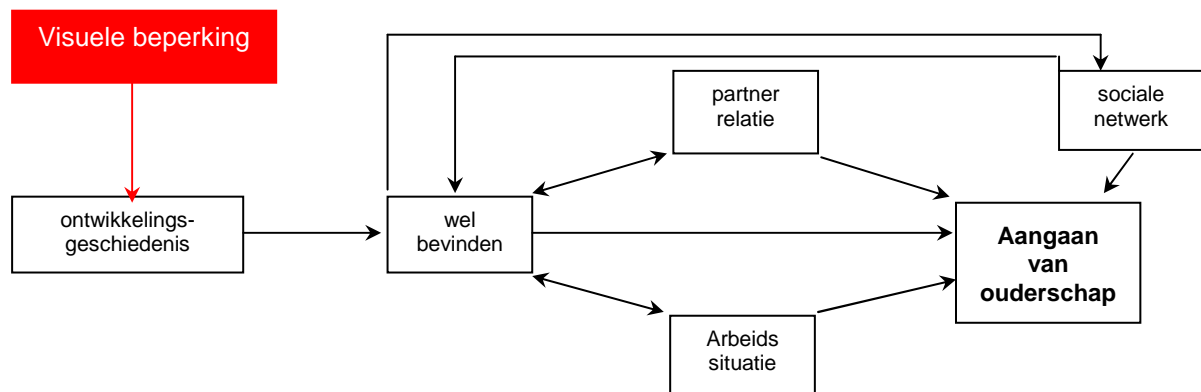 Visuele beperking
partner
relatie
sociale
netwerk
ontwikkelings-
geschiedenis
wel
bevinden
Aangaan
van
ouderschap
Arbeids
situatie